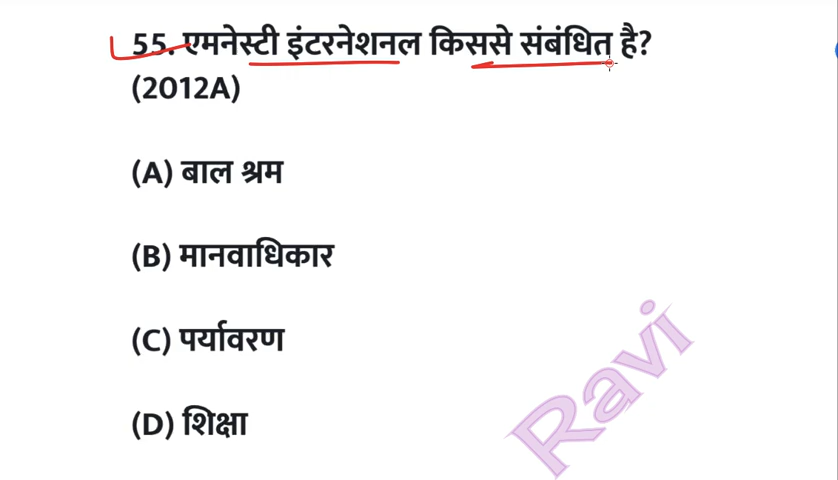 55. एमनेस्टी इंटरनेशनल किससे संबंधित है?
(2012A)
(A) बाल श्रम
(B) मानवाधिकार
(C) पर्यावरण
(D) शिक्षा
Ravi